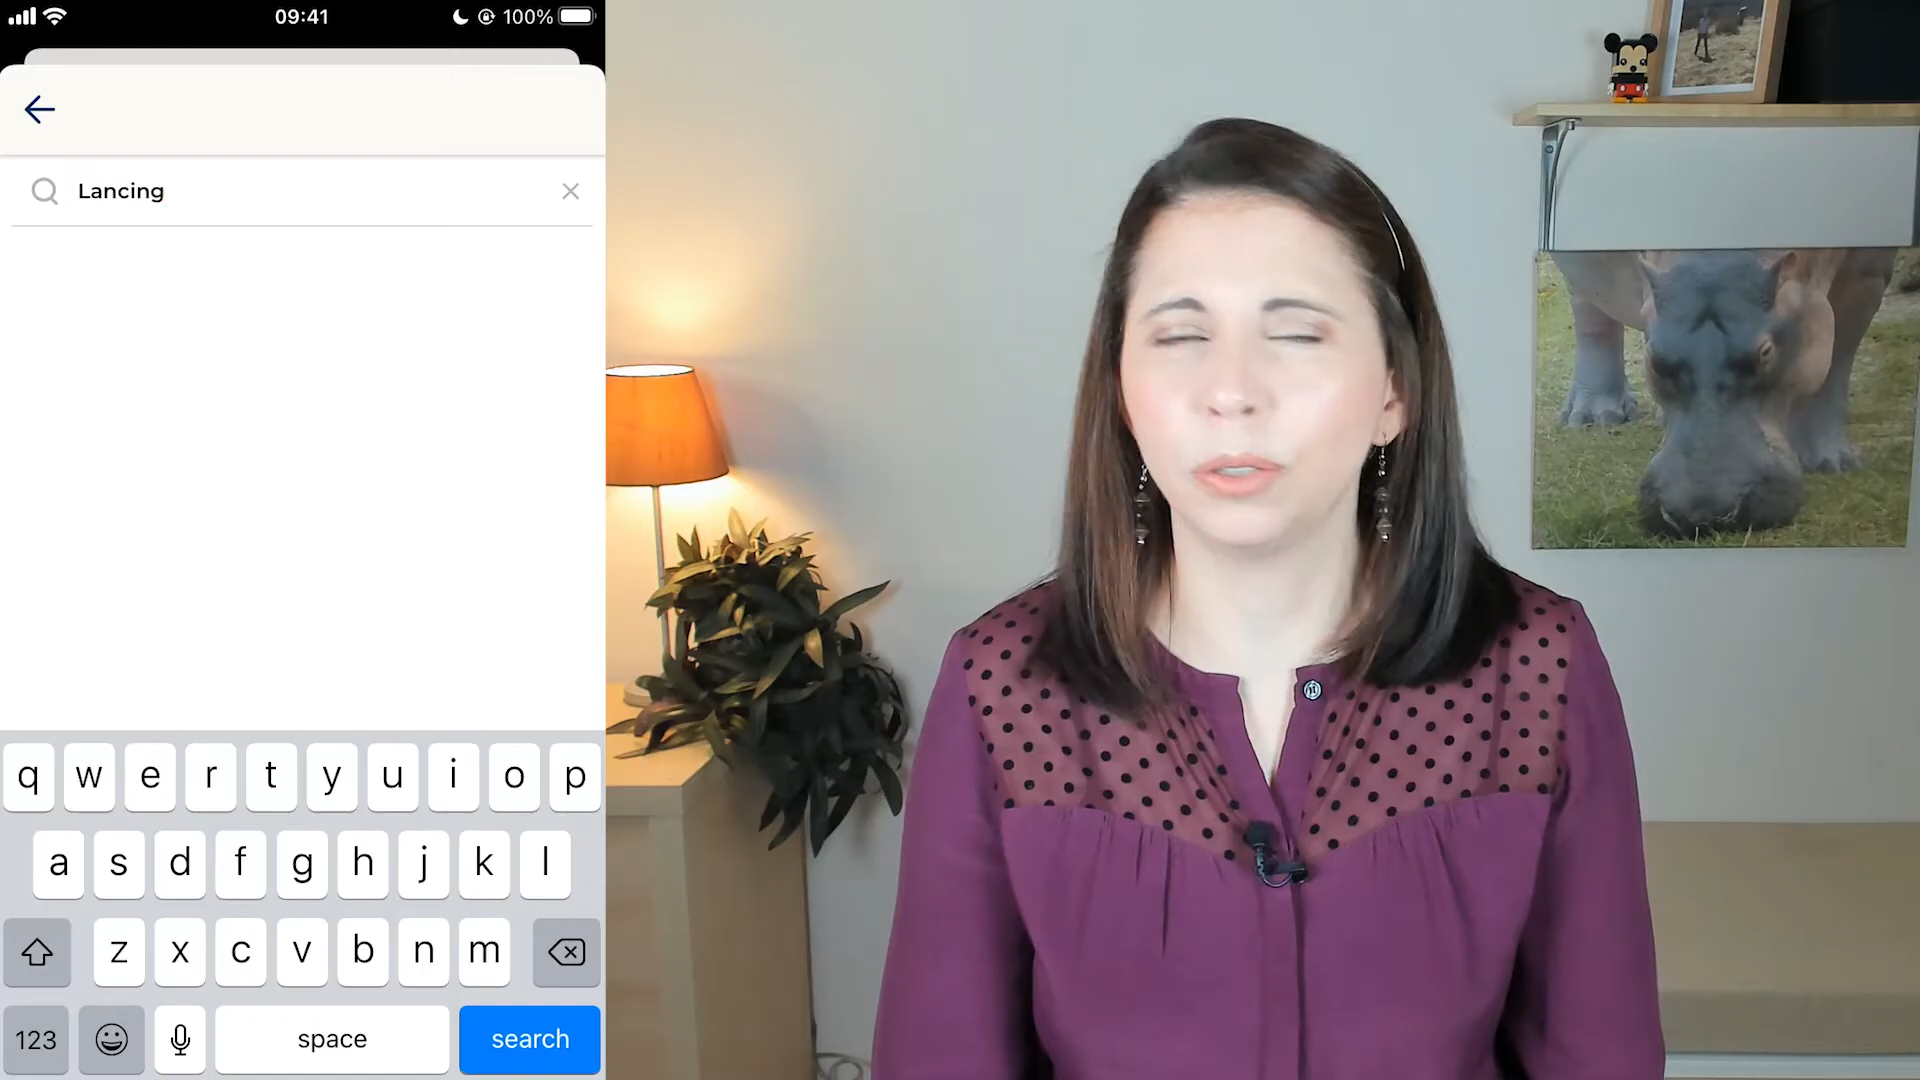 09:41
100%
Lancing
q w e r t y u i o p
a s d f g h j k l
z x c v b n m
123 space search